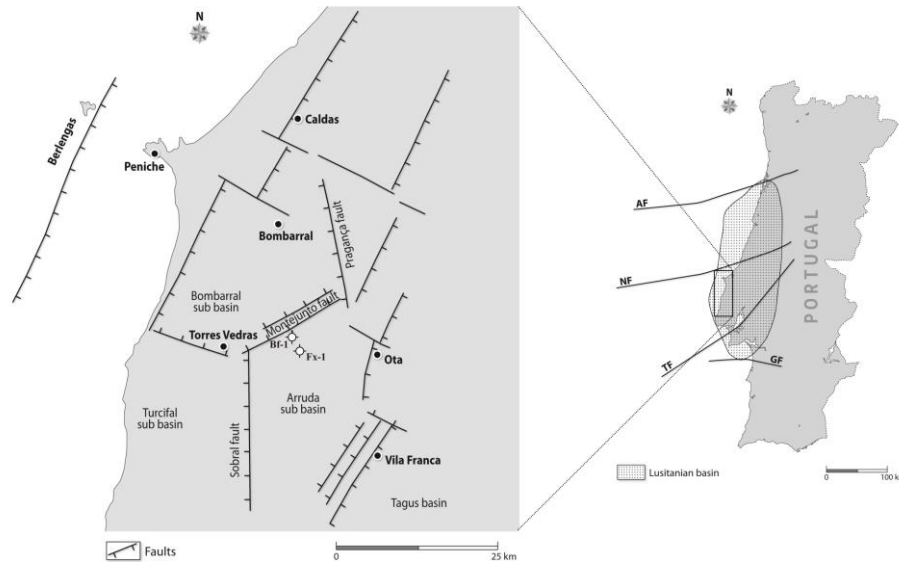 N
Caldas
Berlengas
Peniche
Bombarral
Pragança fault
Bombarral
sub basin
Montejunto fault
Torres Vedras
Bf-1
Fx-1
Ota
Arruda
sub basin
Turcifal
sub basin
Sobral fault
Vila Franca
Tagus basin
Faults
0
25 km
N
AF
NF
TF
GF
PORTUGAL
Lusitanian basin
0
100 k